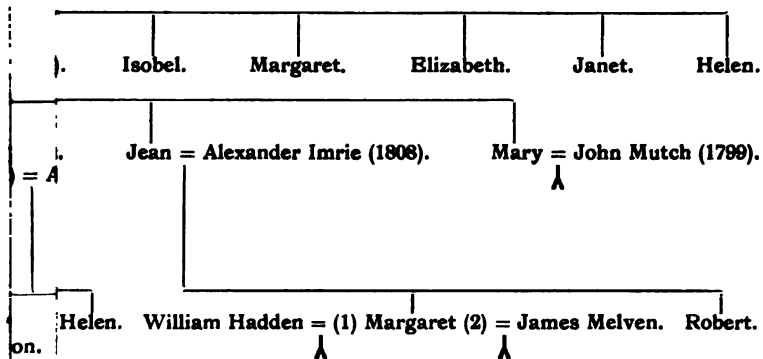 ). Isobel. Margaret. Elizabeth. Janet. Helen.
. Jean = Alexander Imrie (1808). Mary = John Mutch (1799).
) = A
Helen. William Hadden = (1) Margaret (2) = James Melven. Robert.
on.